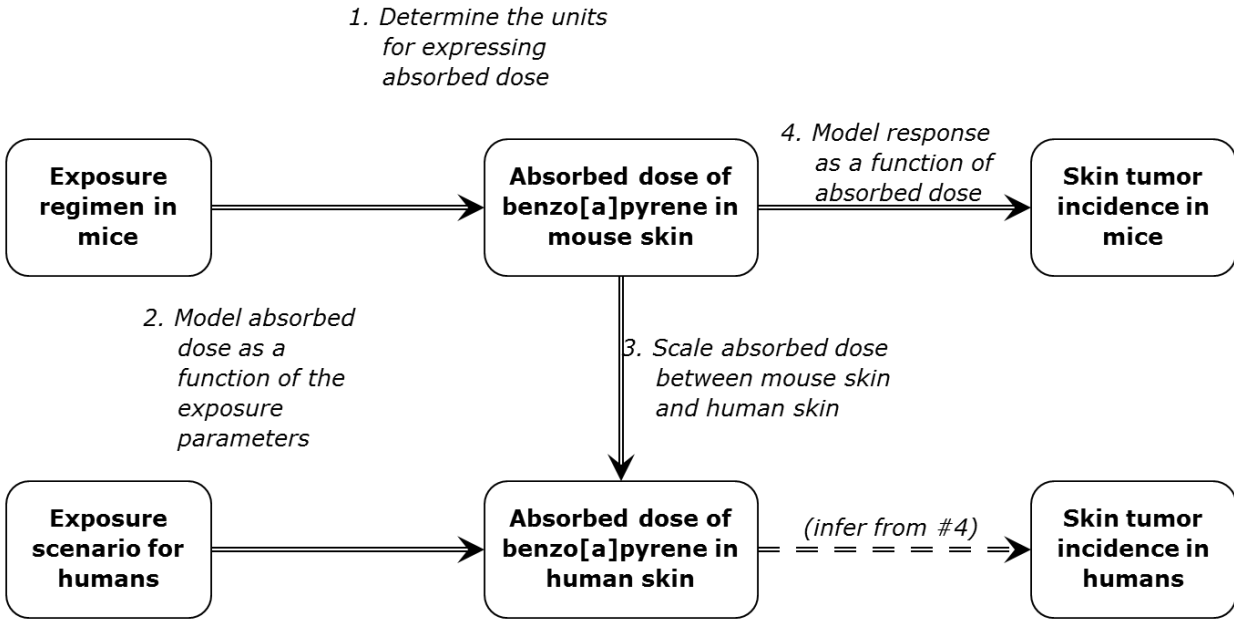 1. Determine the units
for expressing
absorbed dose
4. Model response
as a function of
absorbed dose
Exposure
regimen in
mice
Absorbed dose of
benzo[a]pyrene in
mouse skin
Skin tumor
incidence in
mice
2. Model absorbed
dose as a
function of the
exposure
parameters
3. Scale absorbed dose
between mouse skin
and human skin
Exposure
scenario for
humans
Absorbed dose of
benzo[a]pyrene in
human skin
(infer from #4)
Skin tumor
incidence in
humans